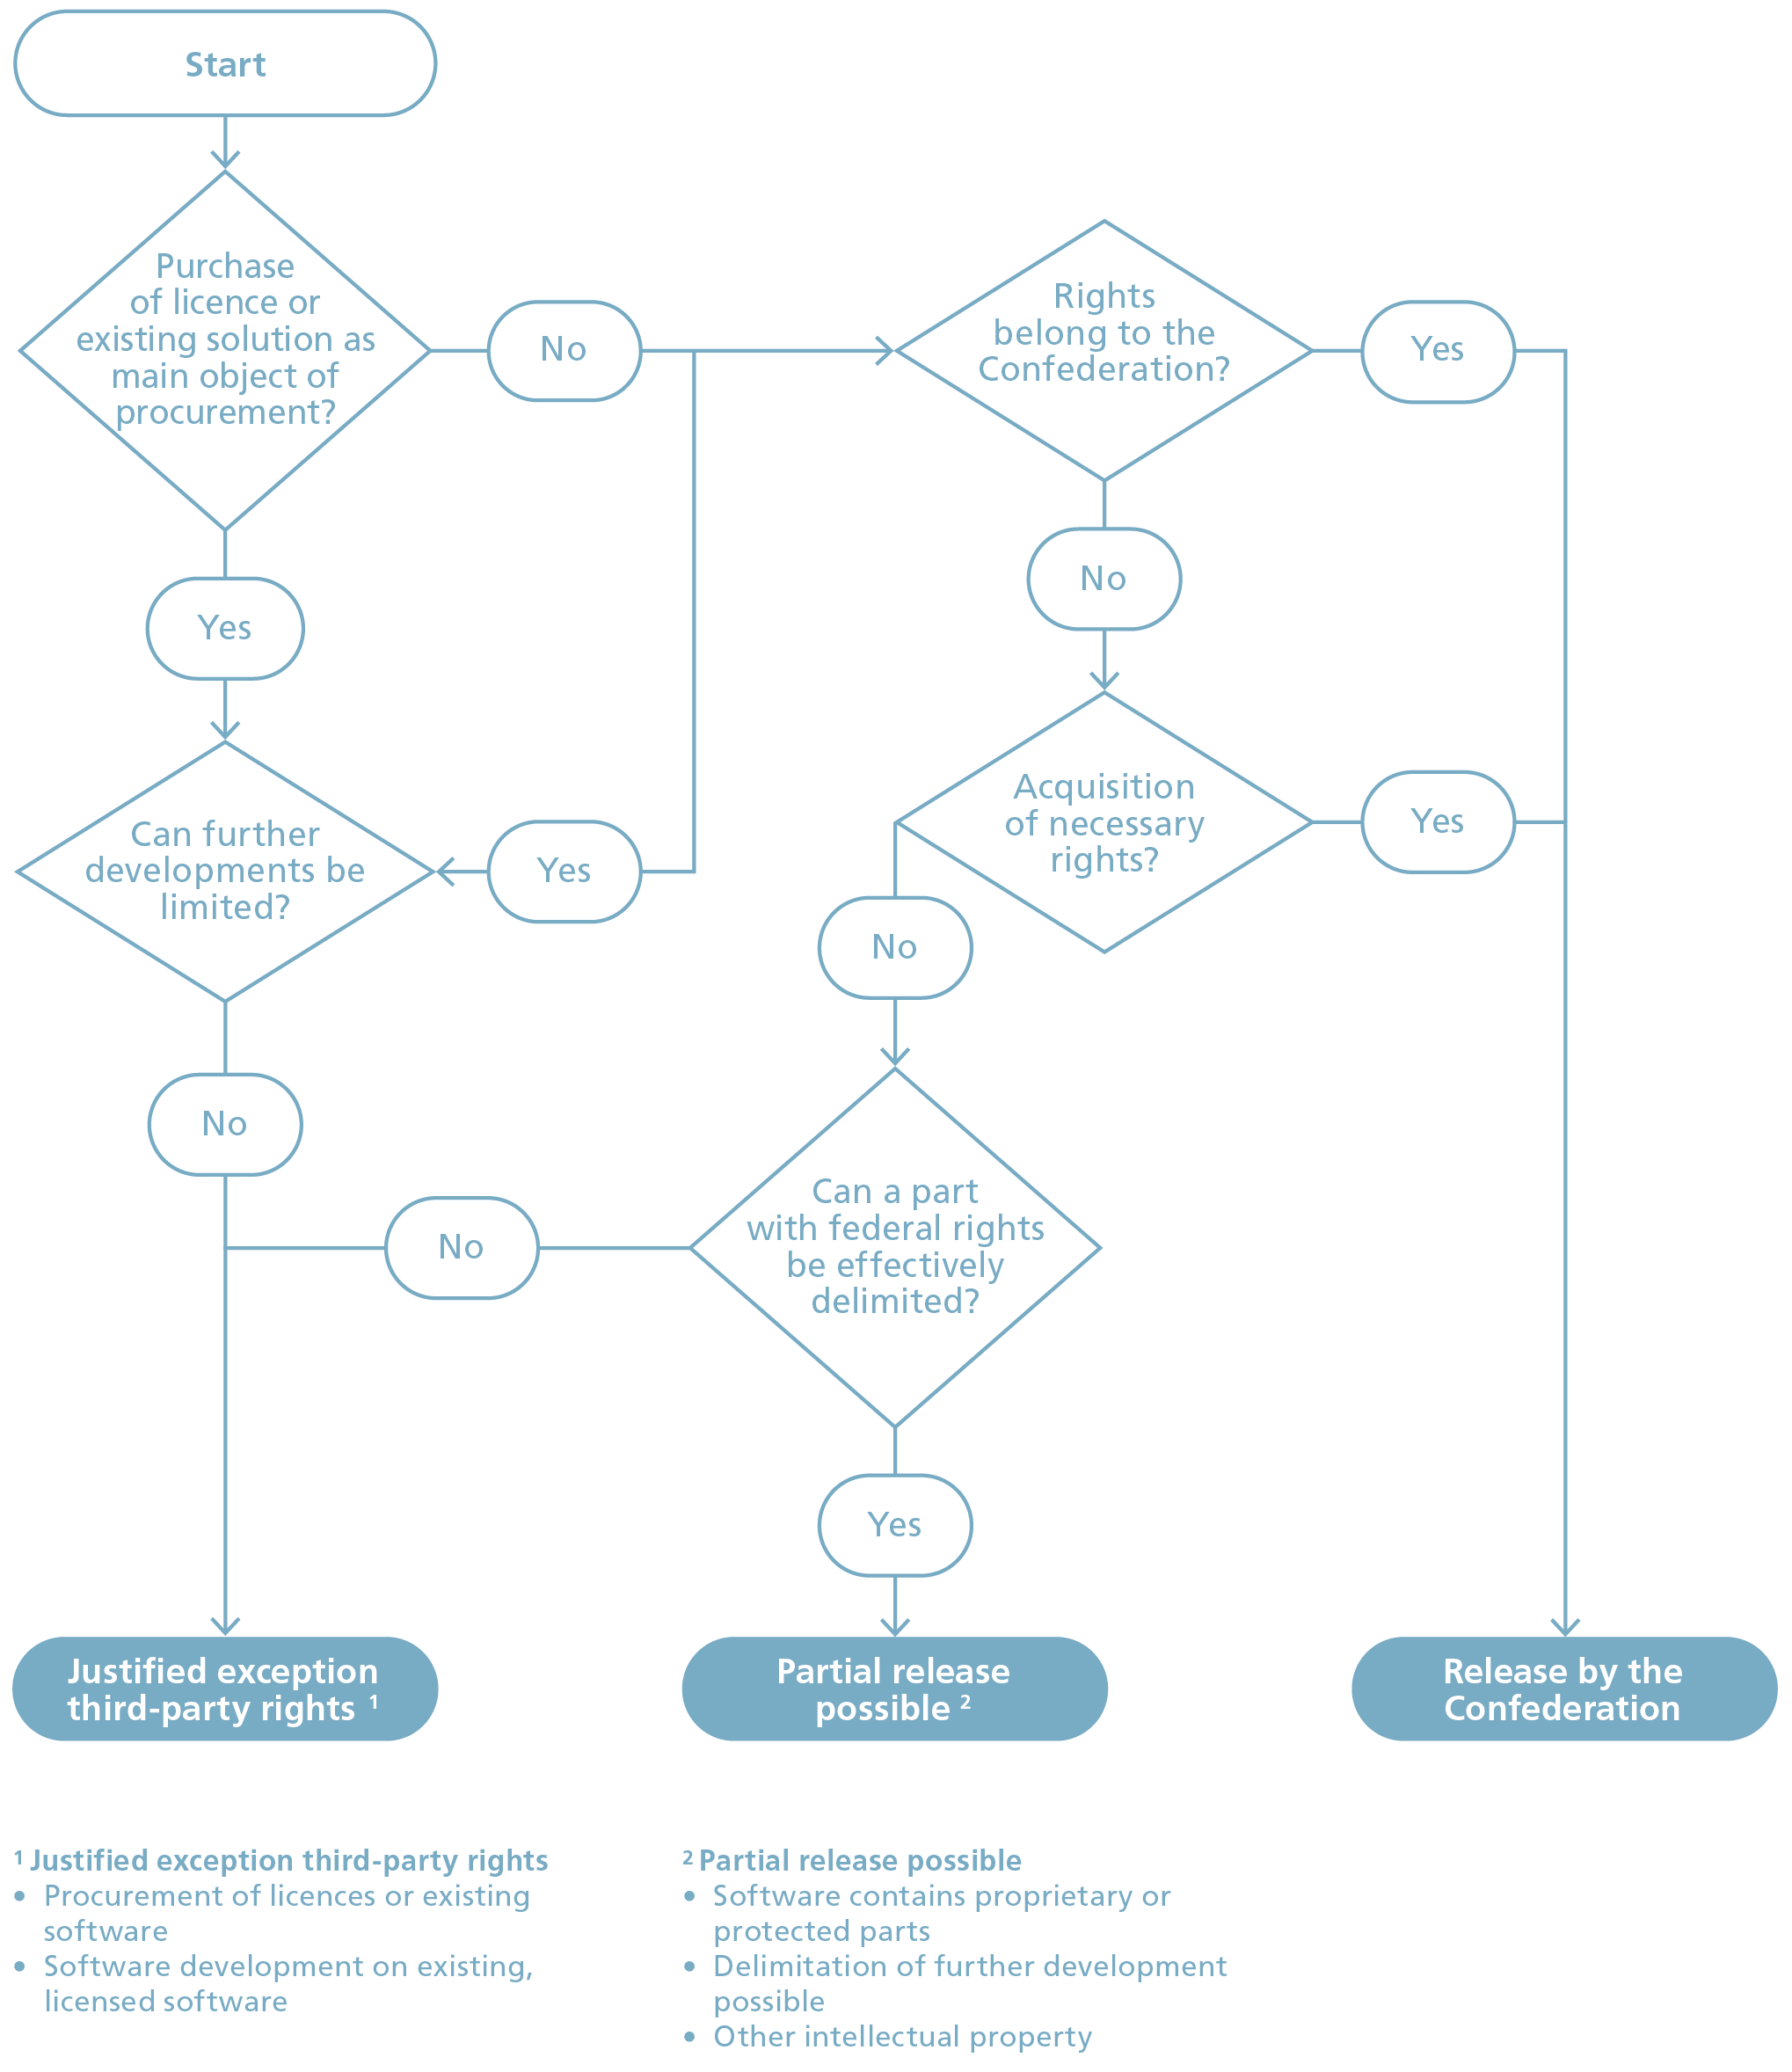 Start
Purchase
of licence or
existing solution as
main object of
procurement?
No
Rights
belong to the
Confederation?
Yes
No
Yes
Acquisition
of necessary
rights?
Yes
Can further
developments be
limited?
Yes
No
No
Can a part
with federal rights
be effectively
delimited?
No
Yes
Justified exception
third-party rights ¹
Partial release
possible ²
Release by the
Confederation
¹ Justified exception third-party rights
• Procurement of licences or existing
software
• Software development on existing,
licensed software
² Partial release possible
• Software contains proprietary or
protected parts
• Delimitation of further development
possible
• Other intellectual property